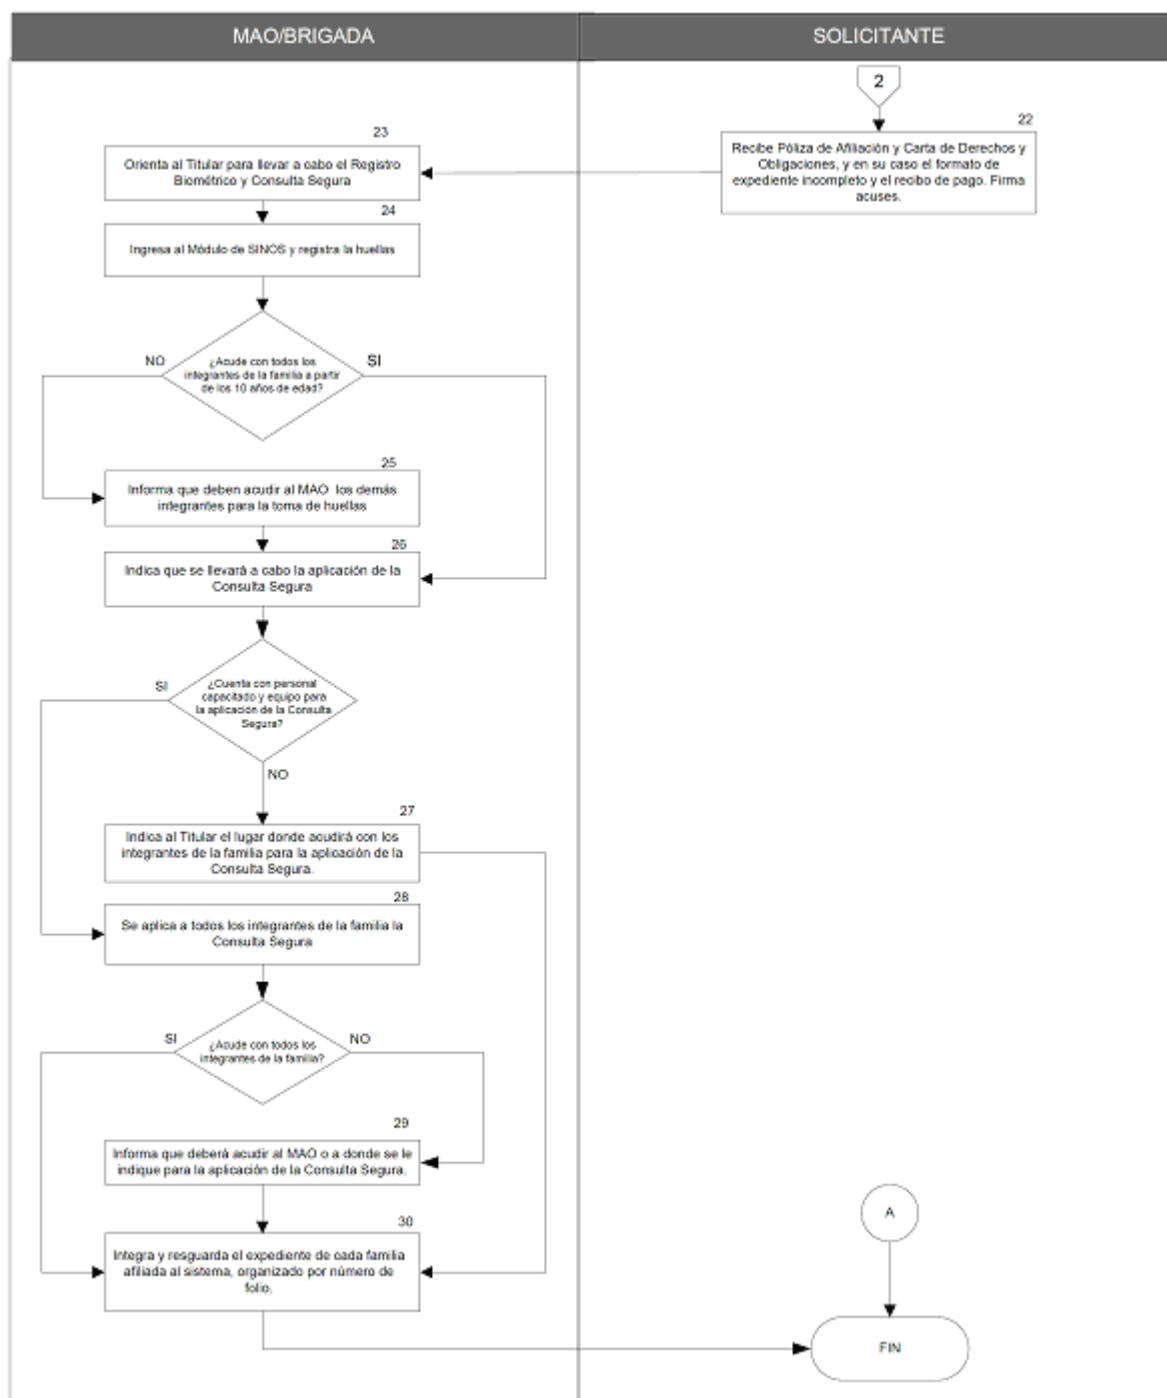 MAO/BRIGADA
SOLICITANTE
2
22
Recibe Póliza de Afiliación y Carta de Derechos y
Obligaciones, y en su caso el formato de
expediente incompleto y el recibo de pago. Firma
acuses.
23
Orienta al Titular para llevar a cabo el Registro
Biométrico y Consulta Segura
24
Ingresa al Módulo de SINOS y registra la huellas
NO
¿Acude con todos los
integrantes de la familia a partir
de los 10 años de edad?
SI
25
Informa que deben acudir al MAO los demás
integrantes para la toma de huellas
26
Indica que se llevará a cabo la aplicación de la
Consulta Segura
SI
¿Cuenta con personal
capacitado y equipo para
la aplicación de la Consulta
Segura?
NO
27
Indica al Titular el lugar donde acudirá con los
integrantes de la familia para la aplicación de la
Consulta Segura.
28
Se aplica a todos los integrantes de la familia la
Consulta Segura
SI
¿Acude con todos los
integrantes de la familia?
NO
29
Informa que deberá acudir al MAO o a donde se le
indique para la aplicación de la Consulta Segura.
30
Integra y resguarda el expediente de cada familia
afiliada al sistema, organizado por número de
folio.
A
FIN